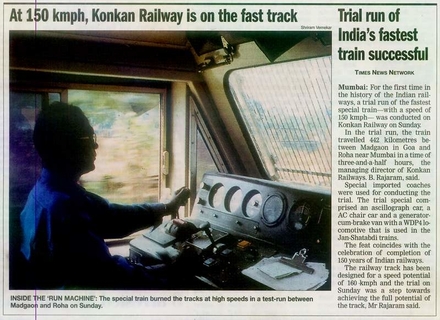 At 150 kmph, Konkan Railway is on the fast track
Shriram Vernekar
INSIDE THE 'RUN MACHINE': The special train burned the tracks at high speeds in a test-run between
Madgaon and Roha on Sunday.
Trial run of
India's fastest
train successful
TIMES NEWS NETWORK
Mumbai: For the first time in
the history of the Indian rail-
ways, a trial run of the fastest
special train—with a speed of
150 kmph— was conducted on
Konkan Railway on Sunday.
In the trial run, the train
travelled 442 kilometres be-
tween Madgaon in Goa and
Roha near Mumbai in a time of
three-and-a-half hours, the
managing director of Konkan
Railways, B. Rajaram, said.
Special imported coaches
were used for conducting the
trial. The trial special com-
prised an ascillograph car, a
AC chair car and a generator-
cum-brake van with a WDP4 lo-
comotive that is used in the
Jan-Shatabdi trains.
The feat coincides with the
celebration of completion of
150 years of Indian railways.
The railway track has been
designed for a speed potential
of 160 kmph and the trial on
Sunday was a step towards
achieving the full potential of
the track, Mr Rajaram said.